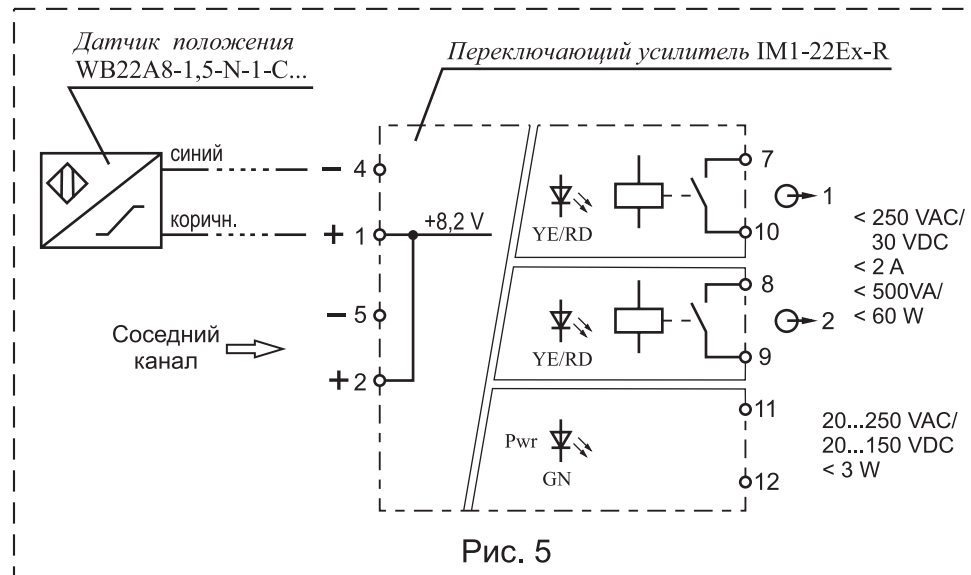 Датчик положения
WB22A8-1,5-N-1-C...
Переключающий усилитель IM1-22Ex-R
синий
коричн.
− 4
+ 1
+8,2 V
− 5
+ 2
Соседний
канал
YE/RD
7
10
1
YE/RD
8
9
2
< 250 VAC/
30 VDC
< 2 A
< 500VA/
< 60 W
Pwr
GN
11
12
20...250 VAC/
20...150 VDC
< 3 W
Рис. 5